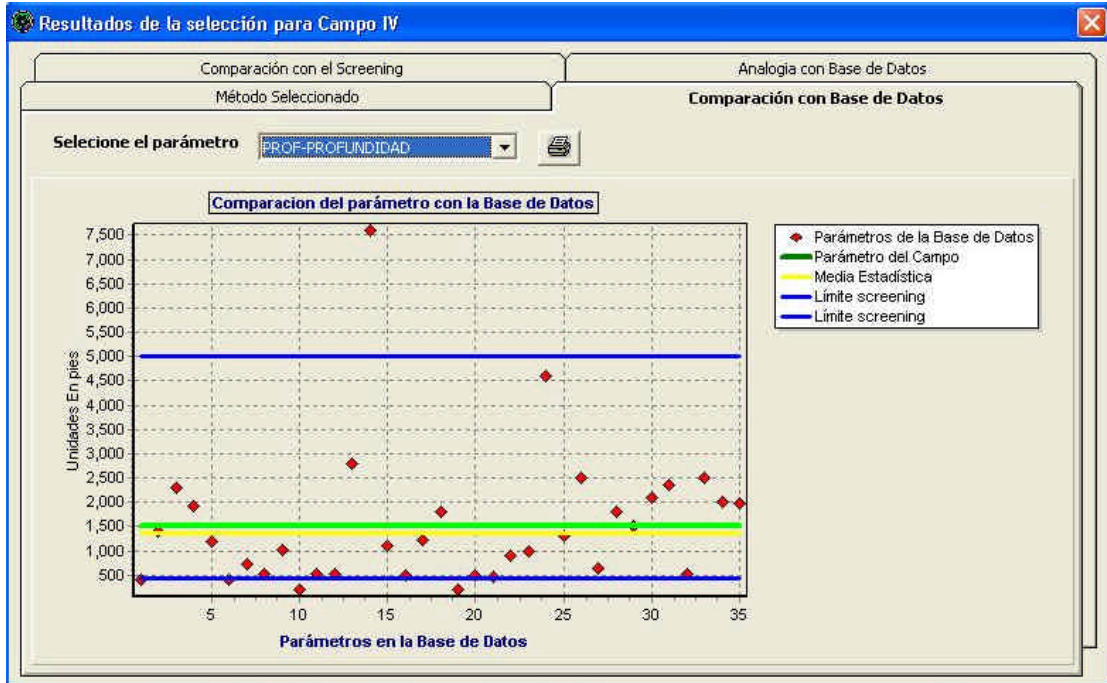 Resultados de la selección para Campo IV
Comparación con el Screening
Analogia con Base de Datos
Método Seleccionado
Comparación con Base de Datos
Selecione el parámetro
PROF-PROFUNDIDAD
Comparacion del parámetro con la Base de Datos
Unidades En pies
7,500
7,000
6,500
6,000
5,500
5,000
4,500
4,000
3,500
3,000
2,500
2,000
1,500
1,000
500
5 10 15 20 25 30 35
Parámetros en la Base de Datos
Parámetros de la Base de Datos
Parámetro del Campo
Media Estadística
Límite screening
Límite screening